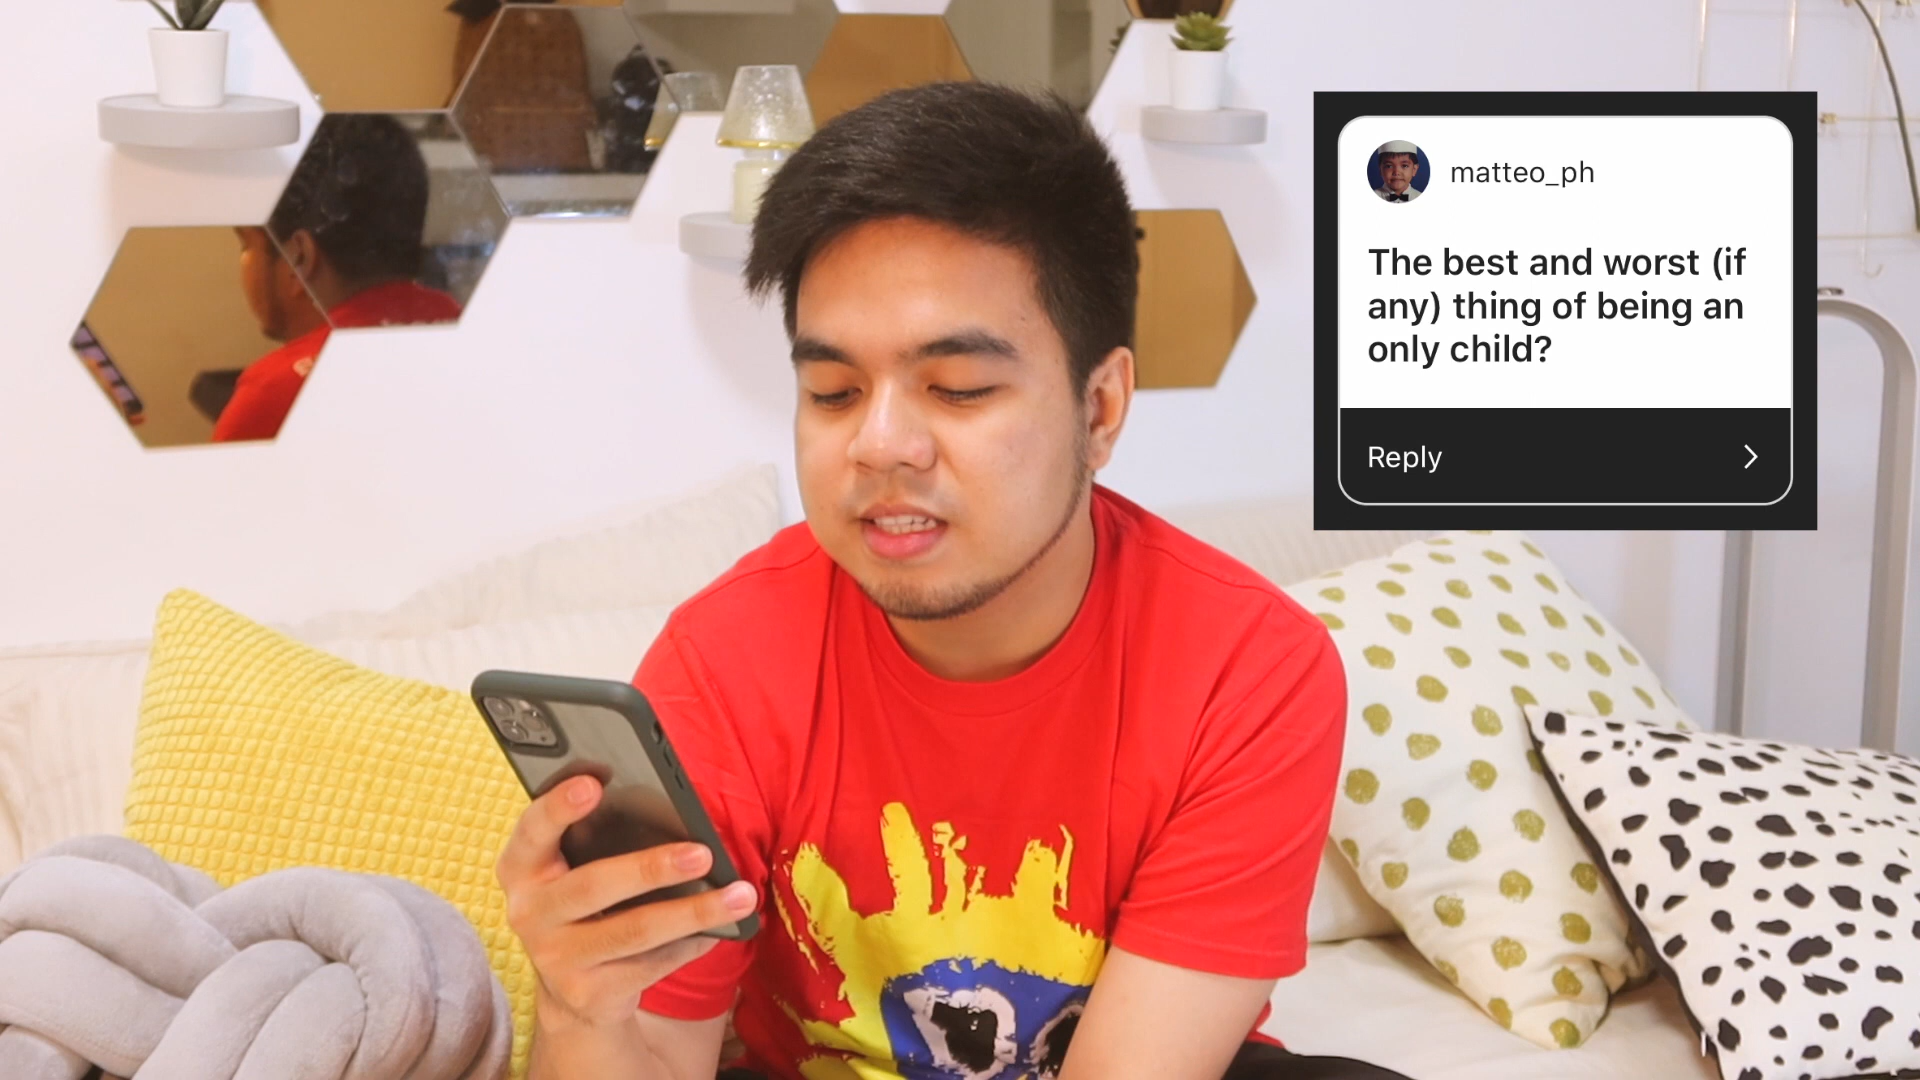 matteo_ph
The best and worst (if
any) thing of being an
only child?
Reply